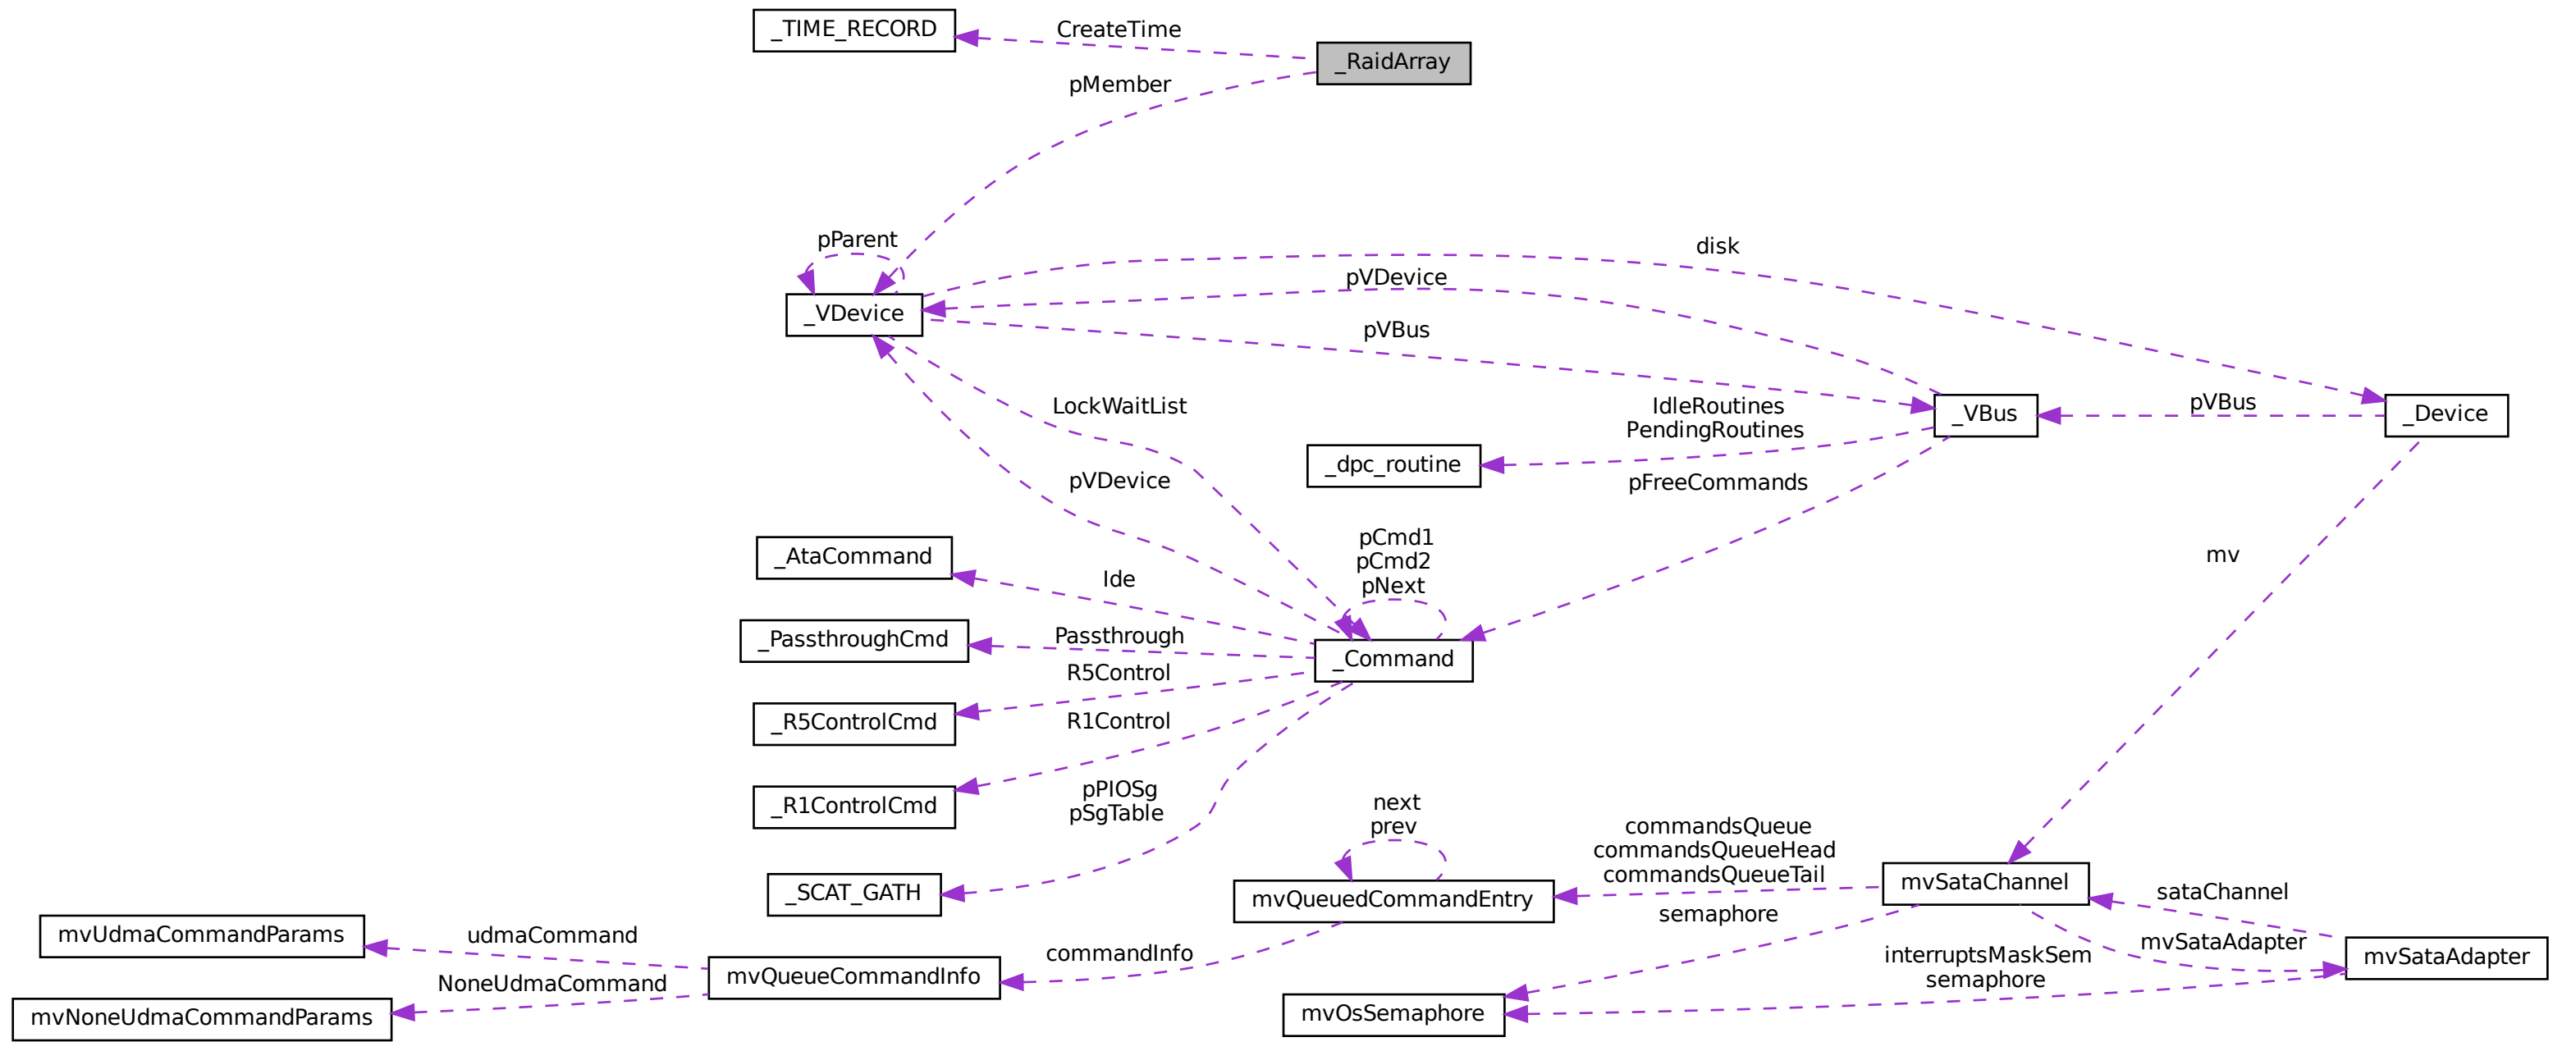 _TIME_RECORD
CreateTime
_RaidArray
pMember
pParent
disk
pVDevice
_VDevice
pVBus
LockWaitList
IdleRoutines
PendingRoutines
_VBus
pVBus
_Device
_dpc_routine
pVDevice
pFreeCommands
pCmd1
pCmd2
pNext
mv
_AtaCommand
Ide
_PassthroughCmd
Passthrough
_Command
R5Control
_R5ControlCmd
R1Control
_R1ControlCmd
pPIOSg
pSgTable
next
prev
commandsQueue
commandsQueueHead
commandsQueueTail
_SCAT_GATH
mvQueuedCommandEntry
mvSataChannel
sataChannel
semaphore
mvUdmaCommandParams
udmaCommand
commandInfo
mvSataAdapter
interruptsMaskSem
semaphore
mvSataAdapter
mvQueueCommandInfo
NoneUdmaCommand
mvNoneUdmaCommandParams
mvOsSemaphore